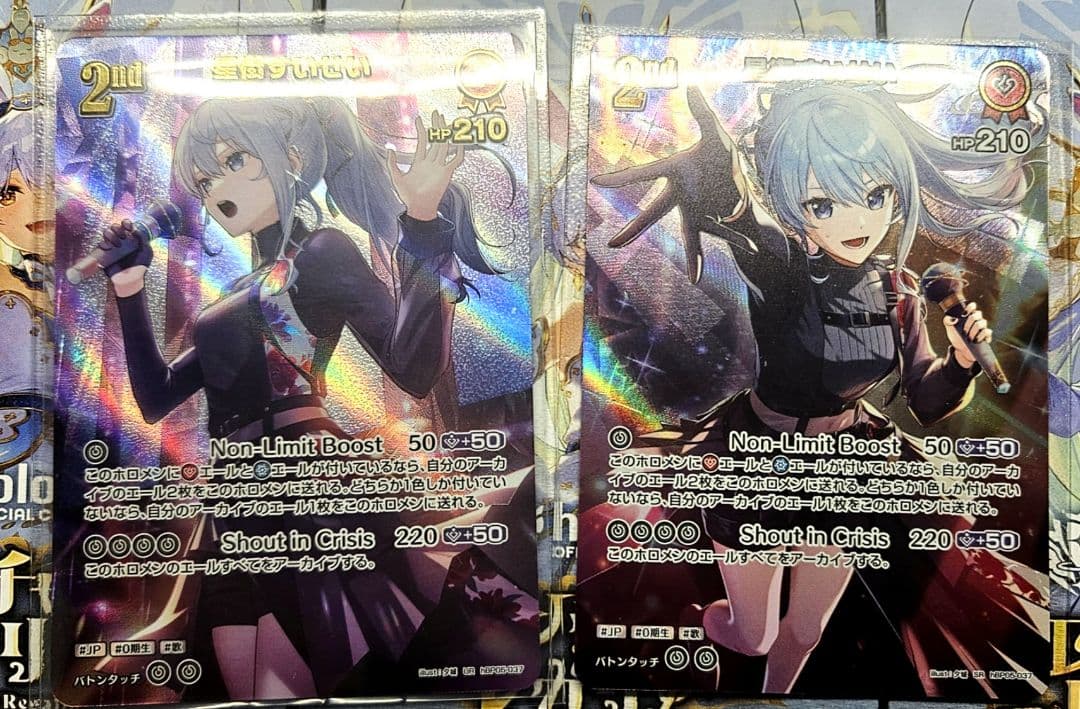 2nd
星街すいせい
HP210
Non-Limit Boost 50 +50
このホロメンに エールと エールが付いているなら、自分のアーカ
イブのエール2枚をこのホロメンに送れる。どちらか1色しか付いてい
ないなら、自分のアーカイブのエール1枚をこのホロメンに送れる。
Shout in Crisis 220 +50
このホロメンのエールすべてをアーカイブする。
#JP #0期生 #歌
バトンタッチ
illust:夕城 UR hBP05-037
2nd
HP210
Non-Limit Boost 50 +50
このホロメンに エールと エールが付いているなら、自分のアーカ
イブのエール2枚をこのホロメンに送れる。どちらか1色しか付いてい
ないなら、自分のアーカイブのエール1枚をこのホロメンに送れる。
Shout in Crisis 220 +50
このホロメンのエールすべてをアーカイブする。
#JP #0期生 #歌
バトンタッチ
illust:夕城 SR hBP05-037